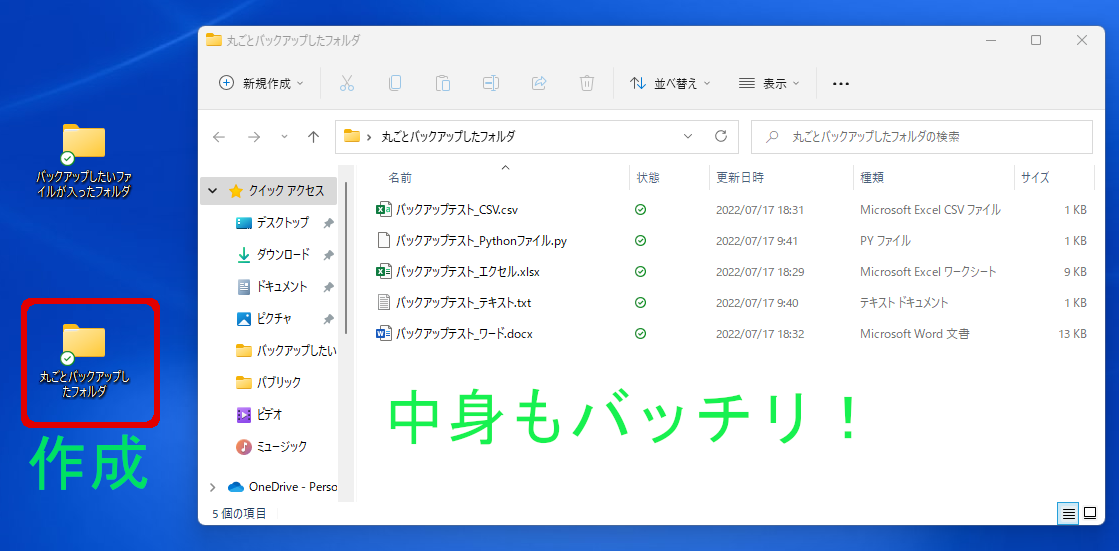 バックアップしたいファ
イルが入ったフォルダ
丸ごとバックアップし
たフォルダ
作成
丸ごとバックアップしたフォルダ
新規作成
並べ替え
表示
丸ごとバックアップしたフォルダ
丸ごとバックアップしたフォルダの検索
クイック アクセス
デスクトップ
ダウンロード
ドキュメント
ピクチャ
バックアップしたい
パブリック
ビデオ
ミュージック
OneDrive - Perso
名前 状態 更新日時 種類 サイズ
バックアップテスト_CSV.csv 2022/07/17 18:31 Microsoft Excel CSV ファイル 1 KB
バックアップテスト_Pythonファイル.py 2022/07/17 9:41 PY ファイル 1 KB
バックアップテスト_エクセル.xlsx 2022/07/17 18:29 Microsoft Excel ワークシート 9 KB
バックアップテスト_テキスト.txt 2022/07/17 9:40 テキスト ドキュメント 1 KB
バックアップテスト_ワード.docx 2022/07/17 18:32 Microsoft Word 文書 13 KB
中身もバッチリ！
5 個の項目